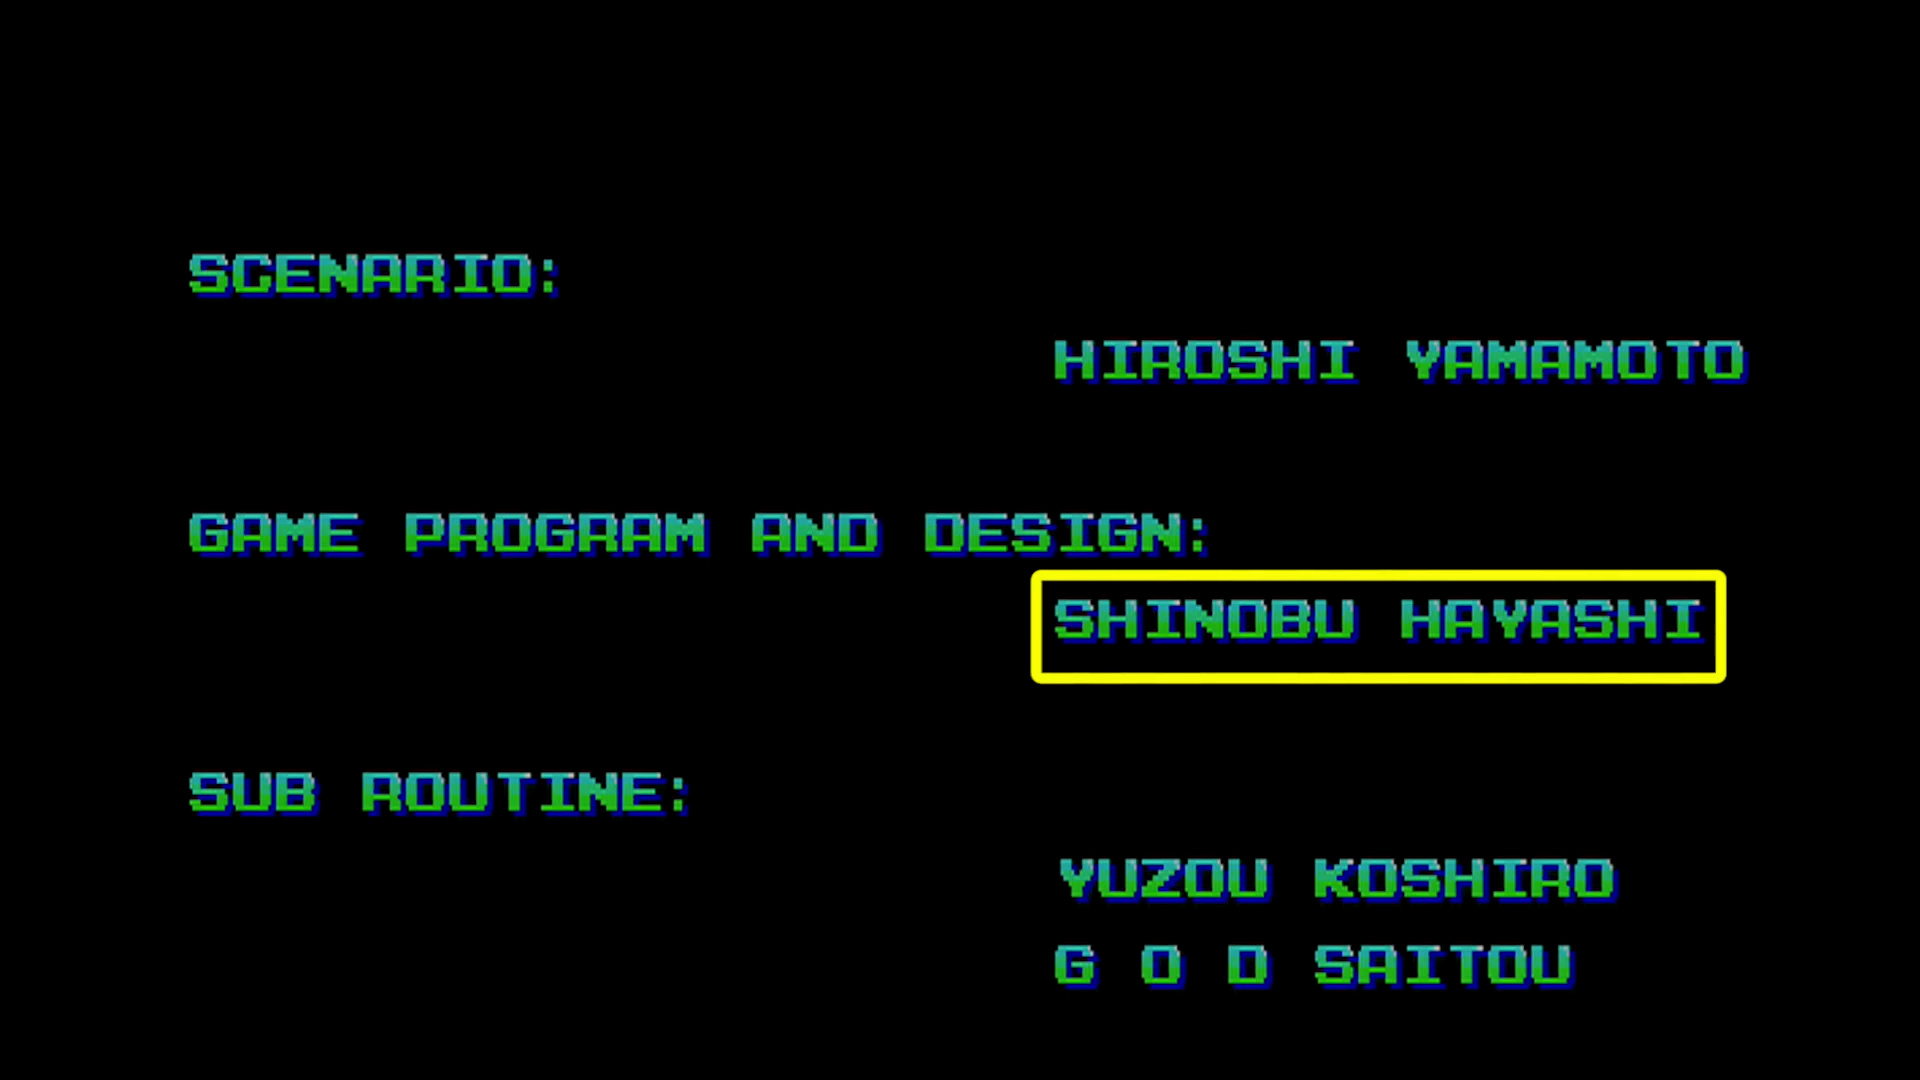 SCENARIO:
HIROSHI YAMAMOTO
GAME PROGRAM AND DESIGN:
SHINOBU HAYASHI
SUB ROUTINE:
YUZOU KOSHIRO
G O D SAITOU